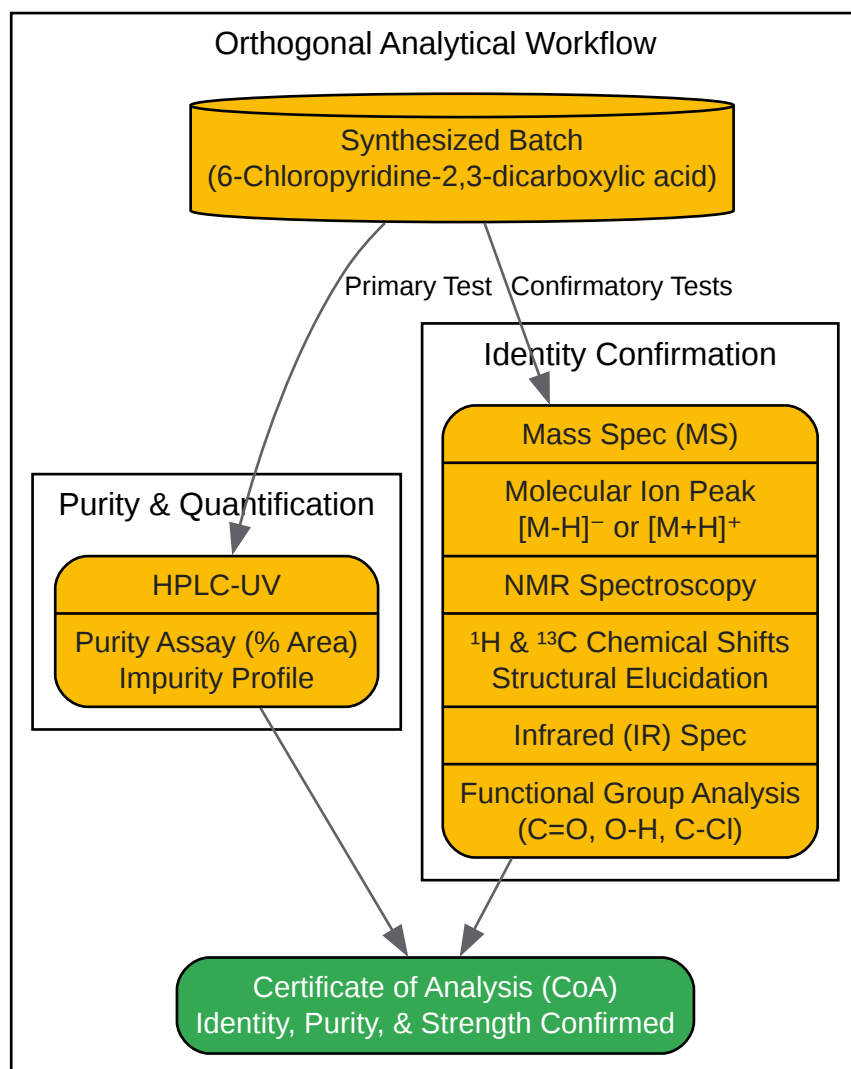 Orthogonal Analytical Workflow
Synthesized Batch
(6-Chloropyridine-2,3-dicarboxylic acid)
Primary Test
Confirmatory Tests
Identity Confirmation
Mass Spec (MS)
Molecular Ion Peak
[M-H]⁻ or [M+H]⁺
NMR Spectroscopy
¹H & ¹³C Chemical Shifts
Structural Elucidation
Infrared (IR) Spec
Functional Group Analysis
(C=O, O-H, C-Cl)
Purity & Quantification
HPLC-UV
Purity Assay (% Area)
Impurity Profile
Certificate of Analysis (CoA)
Identity, Purity, & Strength Confirmed